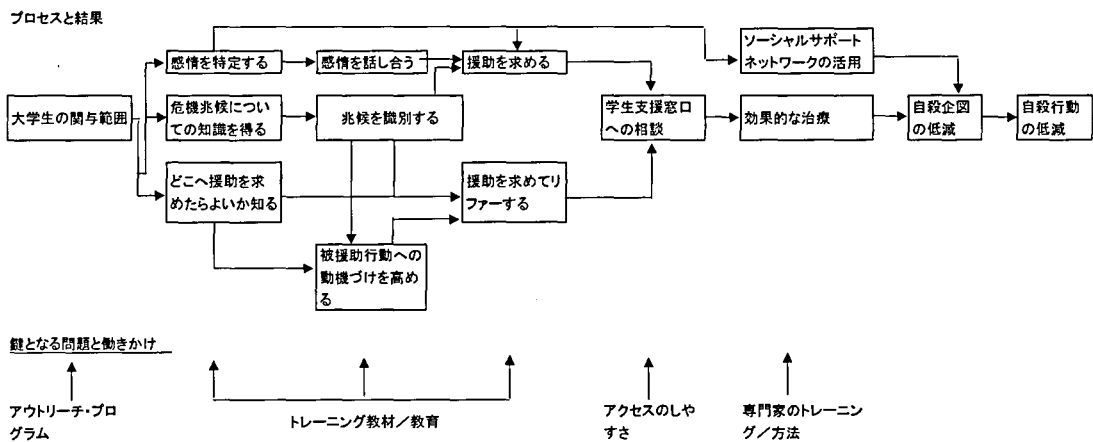 プロセスと結果
感情を特定する
感情を話し合う
援助を求める
ソーシャルサポート
ネットワークの活用
大学生の関与範囲
危機兆候につい
ての知識を得る
兆候を識別する
学生支援窓口
への相談
効果的な治療
自殺企図
の低減
自殺行動
の低減
どこへ援助を求
めたらよいか知る
援助を求めてリ
ファーする
被援助行動への
動機づけを高め
る
鍵となる問題と働きかけ
アウトリーチ・プロ
グラム
トレーニング教材／教育
アクセスのしや
すさ
専門家のトレーニン
グ／方法